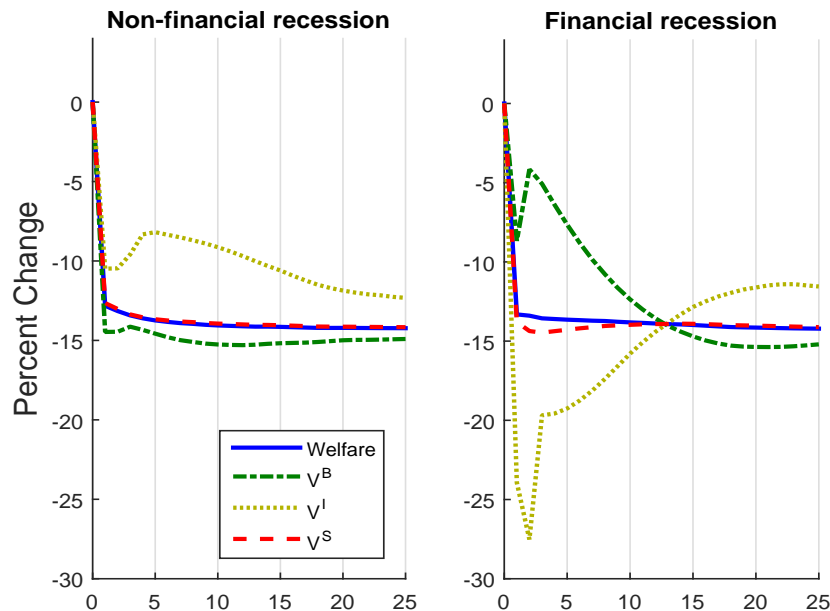 Non-financial recession
Financial recession
Percent Change
0
-5
-10
-15
-20
-25
-30
0 5 10 15 20 25
Welfare
V^B
V^I
V^S
0
-5
-10
-15
-20
-25
-30
0 5 10 15 20 25